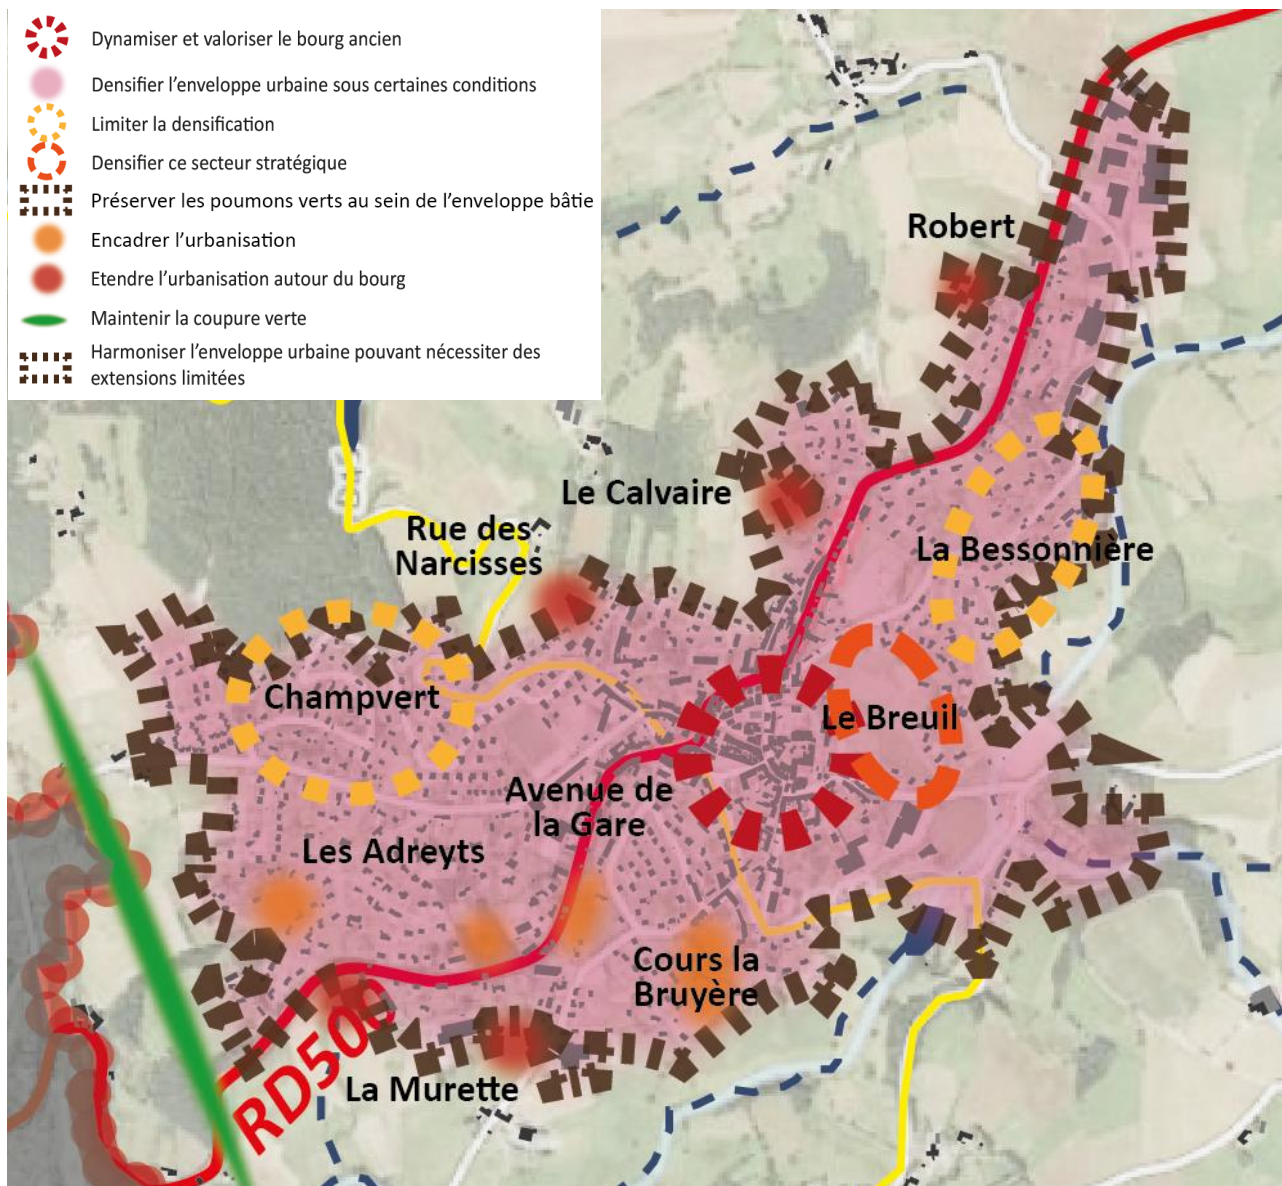 Dynamiser et valoriser le bourg ancien
Densifier l’enveloppe urbaine sous certaines conditions
Limiter la densification
Densifier ce secteur stratégique
Préserver les poumons verts au sein de l’enveloppe bâtie
Encadrer l’urbanisation
Etendre l’urbanisation autour du bourg
Maintenir la coupure verte
Harmoniser l’enveloppe urbaine pouvant nécessiter des
extensions limitées
Robert
Le Calvaire
Rue des
Narcisses
La Bessonnière
Champvert
Le Breuil
Avenue de
la Gare
Les Adreyts
Cours la
Bruyère
RD500
La Murette